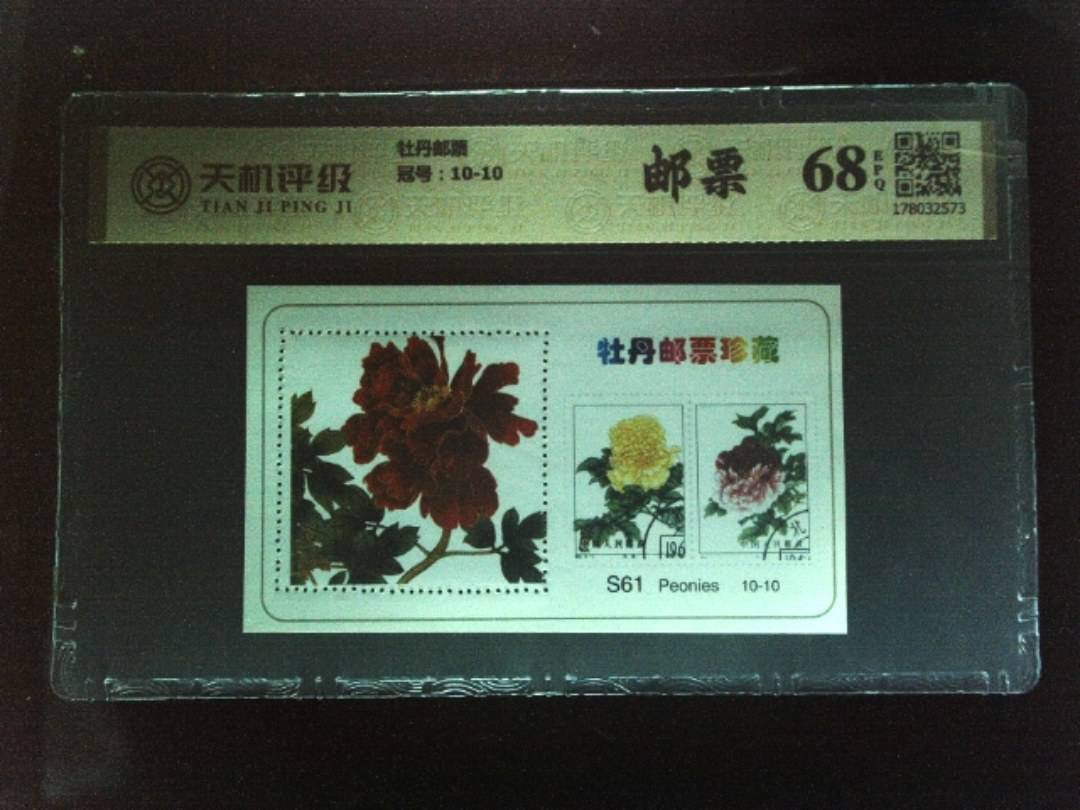 天机评级
TIAN JI PING JI
牡丹邮票
冠号：10-10
邮票
68
EPQ
178032573
牡丹邮票珍藏
196
S61 Peonies 10-10